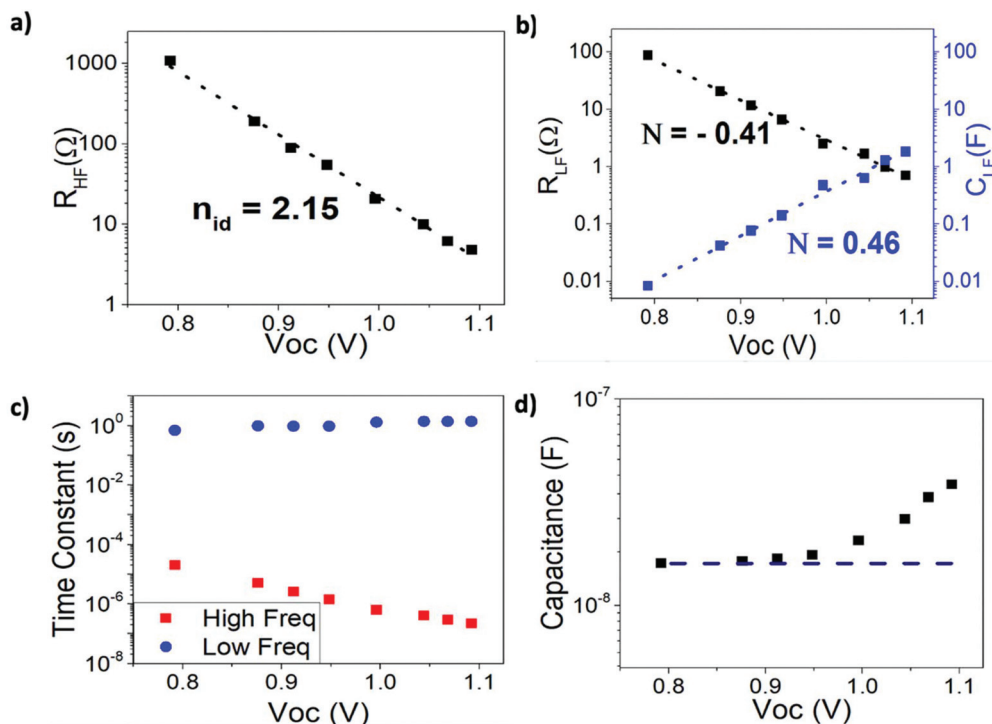 a)
1000
100
10
1
R_HF(Ω)
n_id = 2.15
0.8 0.9 1.0 1.1
Voc (V)
b)
100
10
1
0.1
0.01
R_LF(Ω)
N = - 0.41
N = 0.46
100
10
1
0.1
0.01
C_LF(F)
0.8 0.9 1.0 1.1
Voc (V)
c)
10^0
10^-2
10^-4
10^-6
10^-8
Time Constant (s)
High Freq
Low Freq
0.8 0.9 1.0 1.1
Voc (V)
d)
10^-7
10^-8
Capacitance (F)
0.8 0.9 1.0 1.1
Voc (V)